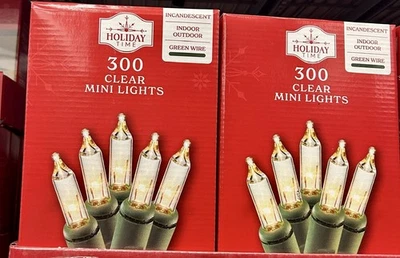 HOLIDAY
TIME
INCANDESCENT
INDOOR
OUTDOOR
GREEN WIRE
300
CLEAR
MINI LIGHTS
HOLIDAY
TIME
INCANDESCENT
INDOOR
OUTDOOR
GREEN WIRE
300
CLEAR
MINI LIGHTS